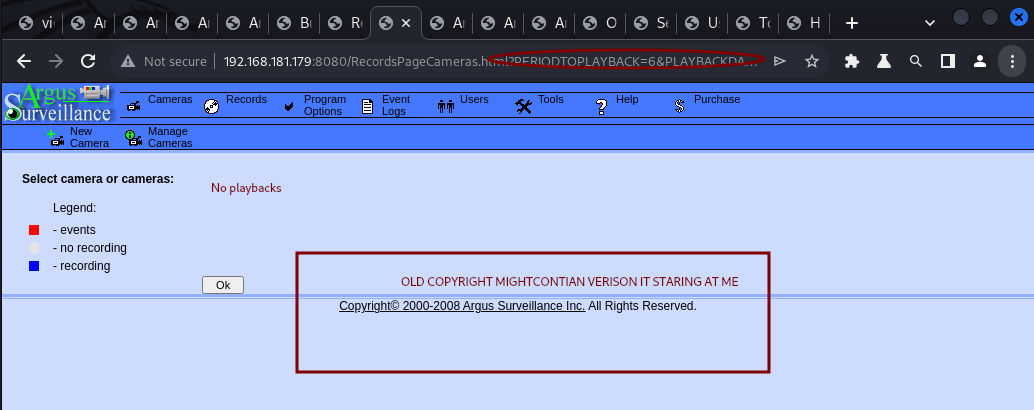 vi
Ar
Ar
Ar
Ar
Bu
Re
Ar
Ar
Ar
Ar
O
Se
Us
To
H
Not secure 192.168.181.179:8080/RecordsPageCameras.html?PERIODTOPLAYBACK=6&PLAYBACKDA...
Argus Surveillance
Cameras
Records
Program Options
Event Logs
Users
Tools
Help
Purchase
New Camera
Manage Cameras
Select camera or cameras:
No playbacks
Legend:
- events
- no recording
- recording
OLD COPYRIGHT MIGHTCONTIAN VERISON IT STARING AT ME
Ok
Copyright© 2000-2008 Argus Surveillance Inc. All Rights Reserved.